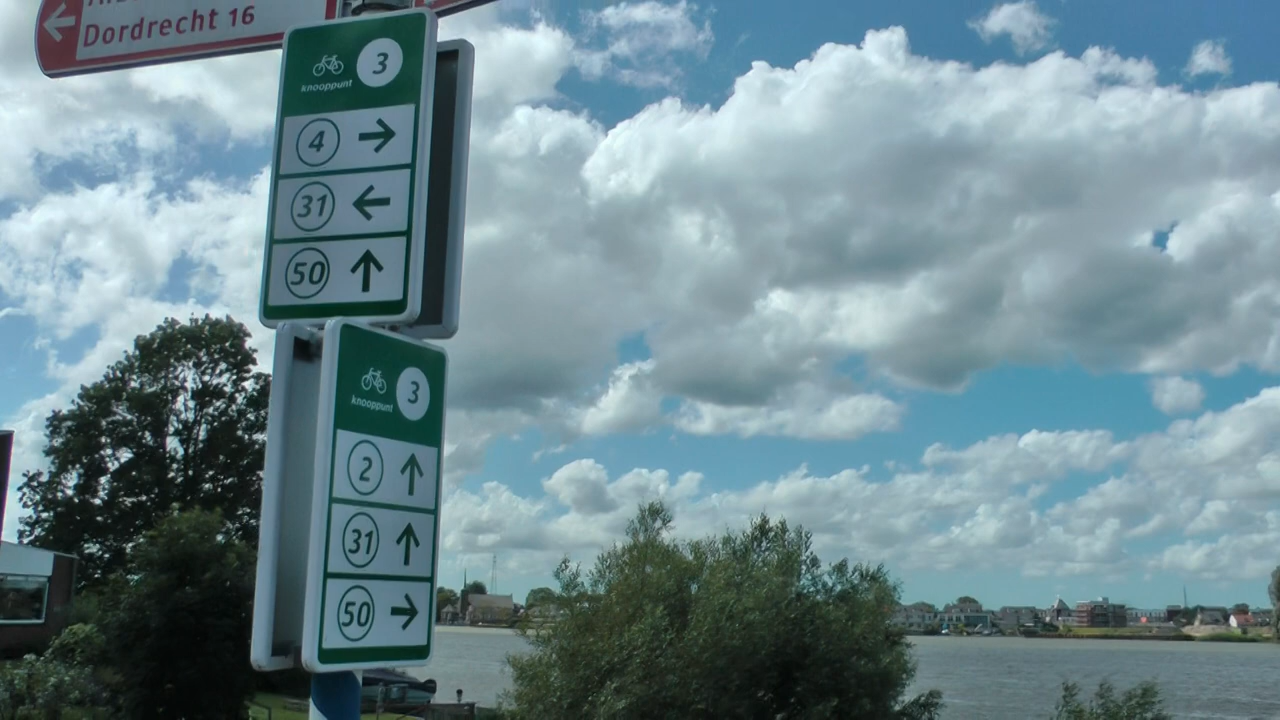 Dordrecht 16
knooppunt 3
4 →
31 ←
50 ↑
knooppunt 3
2 ↑
31 ↑
50 →